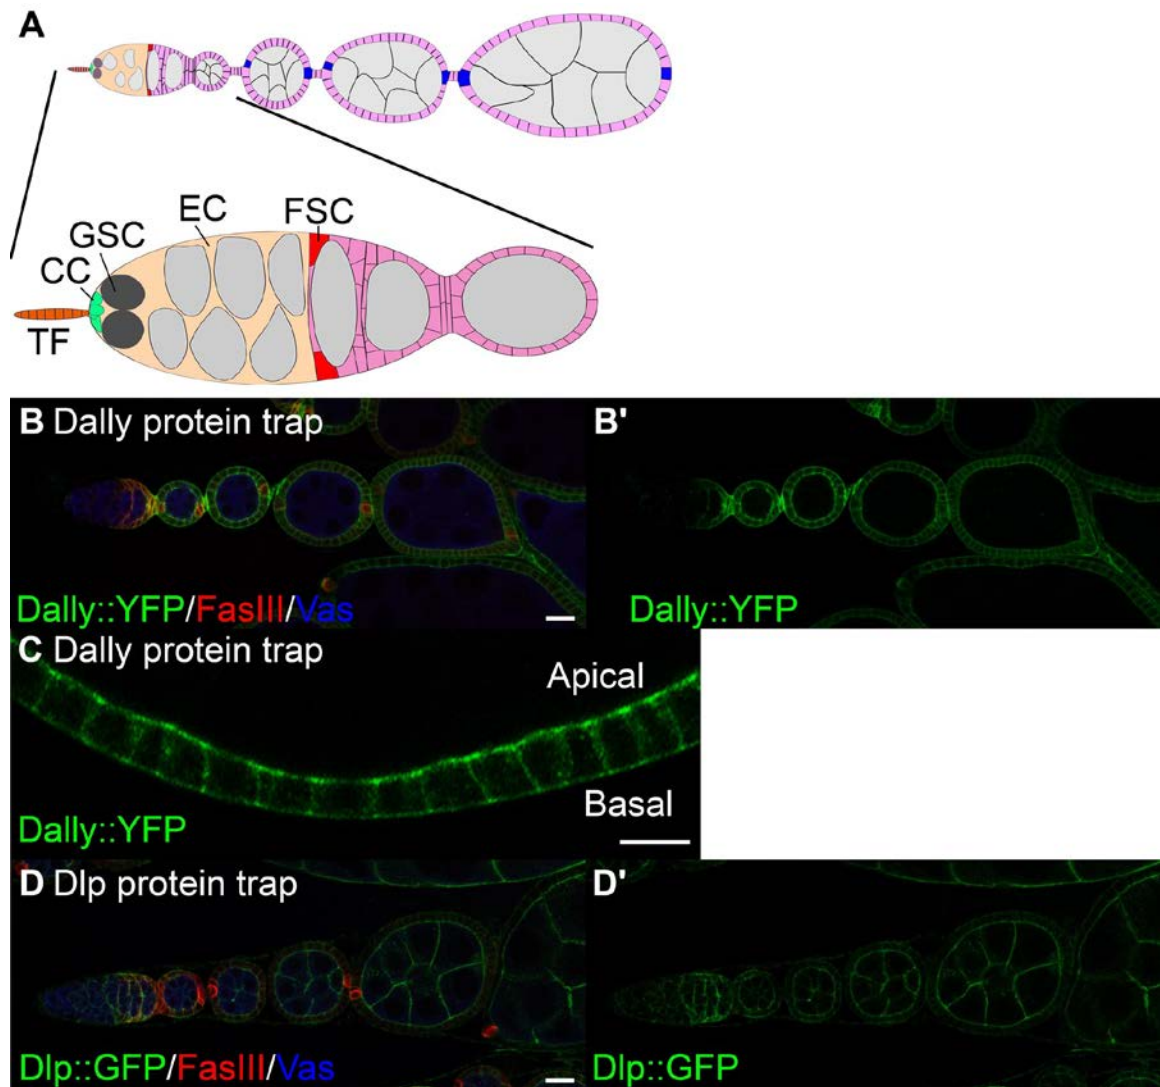 A
EC
FSC
GSC
CC
TF
B Dally protein trap
B'
Dally::YFP/FasIII/Vas
Dally::YFP
C Dally protein trap
Apical
Basal
Dally::YFP
D Dlp protein trap
D'
Dlp::GFP/FasIII/Vas
Dlp::GFP